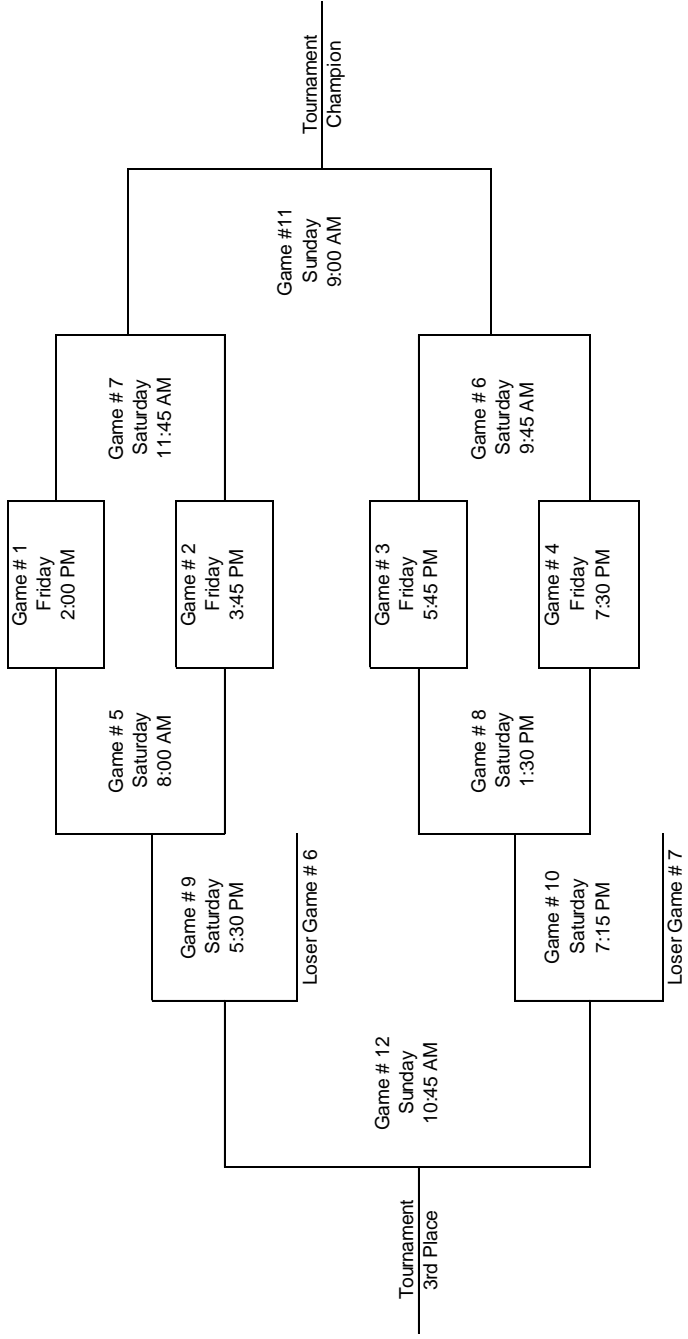 Tournament
Champion
Game #11
Sunday
9:00 AM
Game # 7
Saturday
11:45 AM
Game # 6
Saturday
9:45 AM
Game # 1
Friday
2:00 PM
Game # 2
Friday
3:45 PM
Game # 3
Friday
5:45 PM
Game # 4
Friday
7:30 PM
Game # 5
Saturday
8:00 AM
Game # 8
Saturday
1:30 PM
Game # 9
Saturday
5:30 PM
Loser Game # 6
Game # 10
Saturday
7:15 PM
Loser Game # 7
Game # 12
Sunday
10:45 AM
Tournament
3rd Place